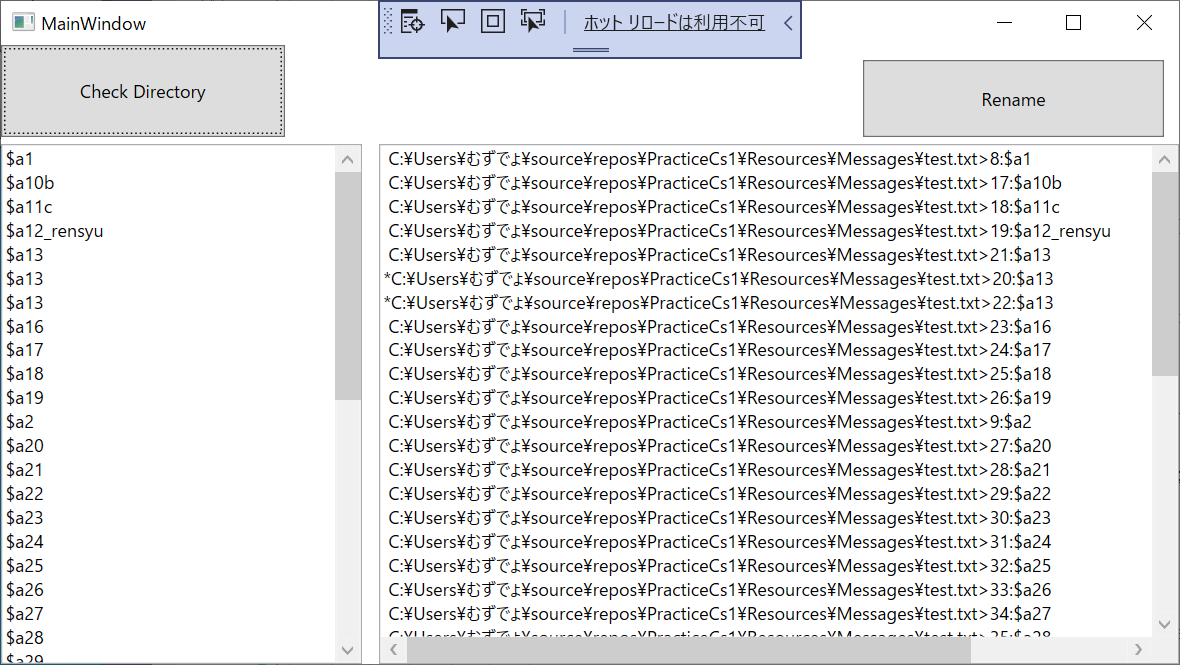 MainWindow
ホット リロードは利用不可
Check Directory
Rename
$a1
$a10b
$a11c
$a12_rensyu
$a13
$a13
$a13
$a16
$a17
$a18
$a19
$a2
$a20
$a21
$a22
$a23
$a24
$a25
$a26
$a27
$a28
$a29
C:¥Users¥むずでょ¥source¥repos¥PracticeCs1¥Resources¥Messages¥test.txt>8:$a1
C:¥Users¥むずでょ¥source¥repos¥PracticeCs1¥Resources¥Messages¥test.txt>17:$a10b
C:¥Users¥むずでょ¥source¥repos¥PracticeCs1¥Resources¥Messages¥test.txt>18:$a11c
C:¥Users¥むずでょ¥source¥repos¥PracticeCs1¥Resources¥Messages¥test.txt>19:$a12_rensyu
C:¥Users¥むずでょ¥source¥repos¥PracticeCs1¥Resources¥Messages¥test.txt>21:$a13
*C:¥Users¥むずでょ¥source¥repos¥PracticeCs1¥Resources¥Messages¥test.txt>20:$a13
*C:¥Users¥むずでょ¥source¥repos¥PracticeCs1¥Resources¥Messages¥test.txt>22:$a13
C:¥Users¥むずでょ¥source¥repos¥PracticeCs1¥Resources¥Messages¥test.txt>23:$a16
C:¥Users¥むずでょ¥source¥repos¥PracticeCs1¥Resources¥Messages¥test.txt>24:$a17
C:¥Users¥むずでょ¥source¥repos¥PracticeCs1¥Resources¥Messages¥test.txt>25:$a18
C:¥Users¥むずでょ¥source¥repos¥PracticeCs1¥Resources¥Messages¥test.txt>26:$a19
C:¥Users¥むずでょ¥source¥repos¥PracticeCs1¥Resources¥Messages¥test.txt>9:$a2
C:¥Users¥むずでょ¥source¥repos¥PracticeCs1¥Resources¥Messages¥test.txt>27:$a20
C:¥Users¥むずでょ¥source¥repos¥PracticeCs1¥Resources¥Messages¥test.txt>28:$a21
C:¥Users¥むずでょ¥source¥repos¥PracticeCs1¥Resources¥Messages¥test.txt>29:$a22
C:¥Users¥むずでょ¥source¥repos¥PracticeCs1¥Resources¥Messages¥test.txt>30:$a23
C:¥Users¥むずでょ¥source¥repos¥PracticeCs1¥Resources¥Messages¥test.txt>31:$a24
C:¥Users¥むずでょ¥source¥repos¥PracticeCs1¥Resources¥Messages¥test.txt>32:$a25
C:¥Users¥むずでょ¥source¥repos¥PracticeCs1¥Resources¥Messages¥test.txt>33:$a26
C:¥Users¥むずでょ¥source¥repos¥PracticeCs1¥Resources¥Messages¥test.txt>34:$a27
C:¥Users¥むずでょ¥source¥repos¥PracticeCs1¥Resources¥Messages¥test.txt>35:$a28